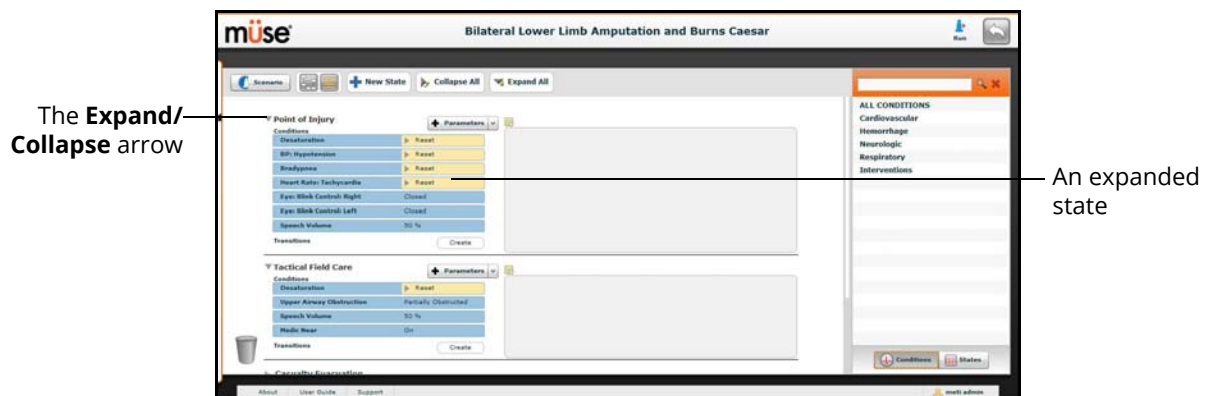 müse
Bilateral Lower Limb Amputation and Burns Caesar
Run
Scenario
New State
Collapse All
Expand All
The Expand/
Collapse arrow
Point of Injury
Parameters
Conditions
Desaturation Reset
BP: Hypotension Reset
Bradypnea Reset
Heart Rate: Tachycardia Reset
Eye: Blink Control: Right Closed
Eye: Blink Control: Left Closed
Speech Volume 50 %
Transitions Create
An expanded
state
Tactical Field Care
Parameters
Conditions
Desaturation Reset
Upper Airway Obstruction Partially Obstructed
Speech Volume 50 %
Medic Near On
Transitions Create
Casualty Evacuation
ALL CONDITIONS
Cardiovascular
Hemorrhage
Neurologic
Respiratory
Interventions
Conditions States
About User Guide Support
meti admin